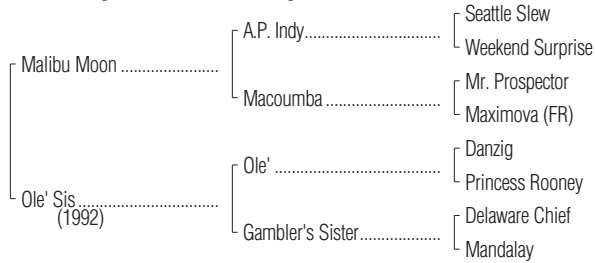 Seattle Slew
A.P. Indy
Weekend Surprise
Malibu Moon
Mr. Prospector
Macoumba
Maximova (FR)
Danzig
Ole'
Princess Rooney
Ole' Sis
(1992)
Delaware Chief
Gambler's Sister
Mandalay